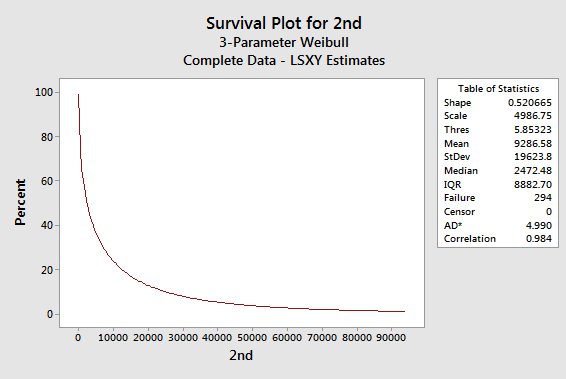 Survival Plot for 2nd
3-Parameter Weibull
Complete Data - LSXY Estimates
100
80
60
40
20
0
Percent
0 10000 20000 30000 40000 50000 60000 70000 80000 90000
2nd
Table of Statistics
Shape 0.520665
Scale 4986.75
Thres 5.85323
Mean 9286.58
StDev 19623.8
Median 2472.48
IQR 8882.70
Failure 294
Censor 0
AD* 4.990
Correlation 0.984